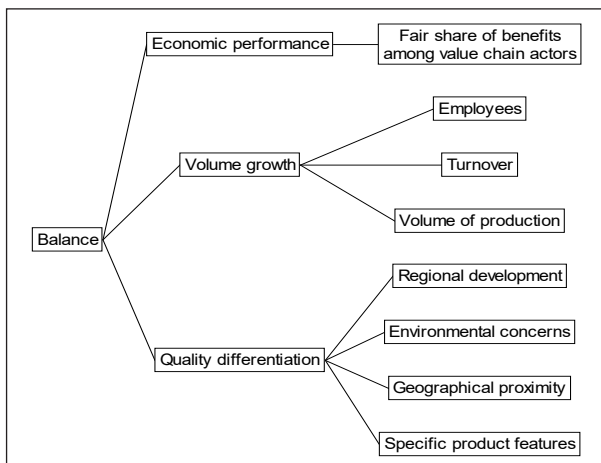 Economic performance
Fair share of benefits
among value chain actors
Employees
Volume growth
Turnover
Volume of production
Balance
Regional development
Environmental concerns
Quality differentiation
Geographical proximity
Specific product features